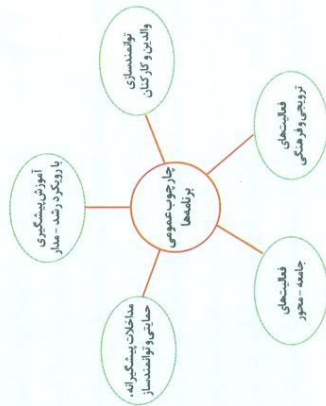 چارچوب عمومی
برنامه‌ها
آموزش پیشگیری
با رویکرد رشد - مدار
توانمندسازی
والدین و کارکنان
فعالیت‌های
ترویجی و فرهنگی
فعالیت‌های
جامعه - محور
مداخلات پیشگیرانه،
حمایتی و توانمندساز